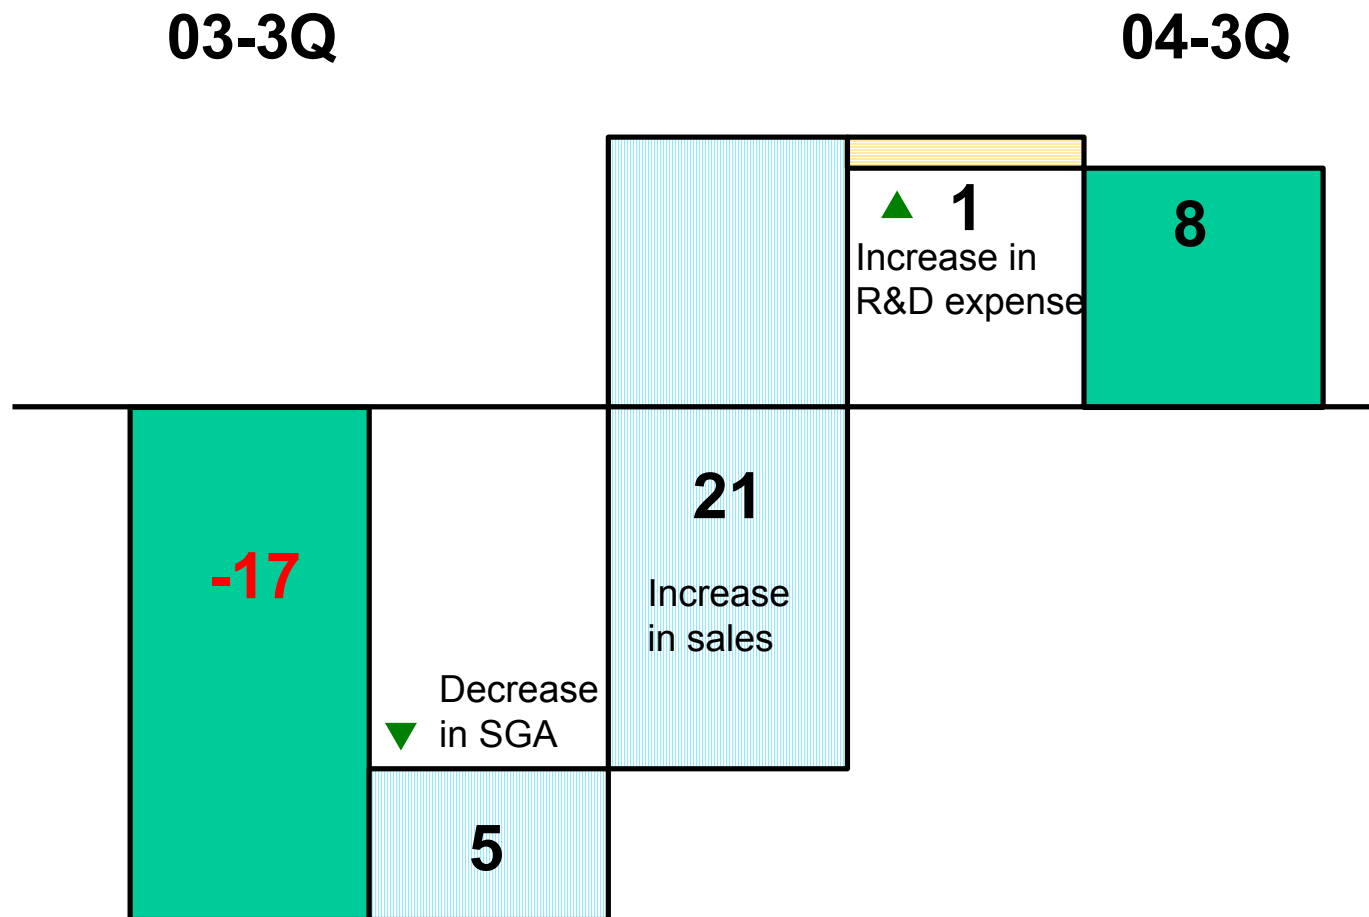 03-3Q
04-3Q
▲ 1
Increase in
R&D expense
8
21
Increase
in sales
-17
Decrease
▼ in SGA
5